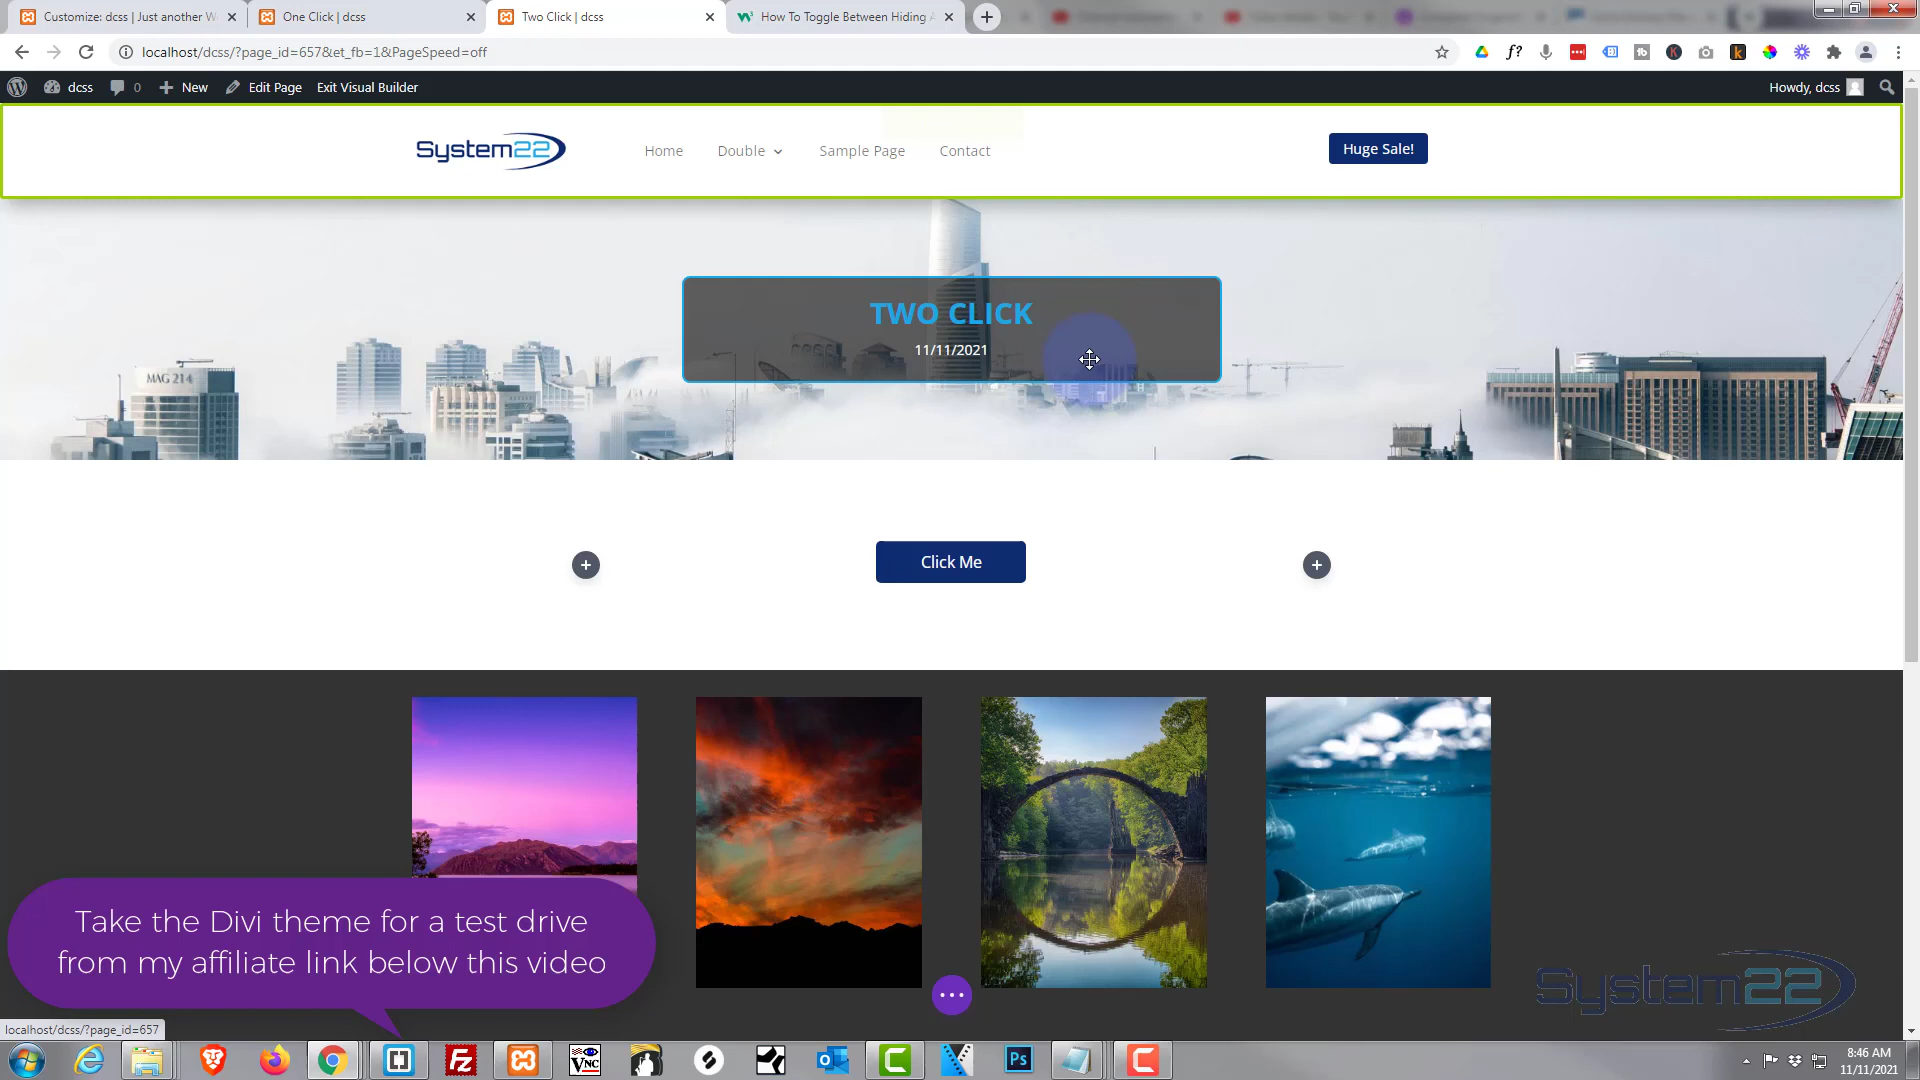 Customize: dcss | Just another W
One Click | dcss
Two Click | dcss
How To Toggle Between Hiding A
localhost/dcss/?page_id=657&et_fb=1&PageSpeed=off
dcss
0
New
Edit Page
Exit Visual Builder
Howdy, dcss
System22
Home
Double
Sample Page
Contact
Huge Sale!
MAG 214
TWO CLICK
11/11/2021
Click Me
Take the Divi theme for a test drive
from my affiliate link below this video
System22
localhost/dcss/?page_id=657
8:46 AM
11/11/2021